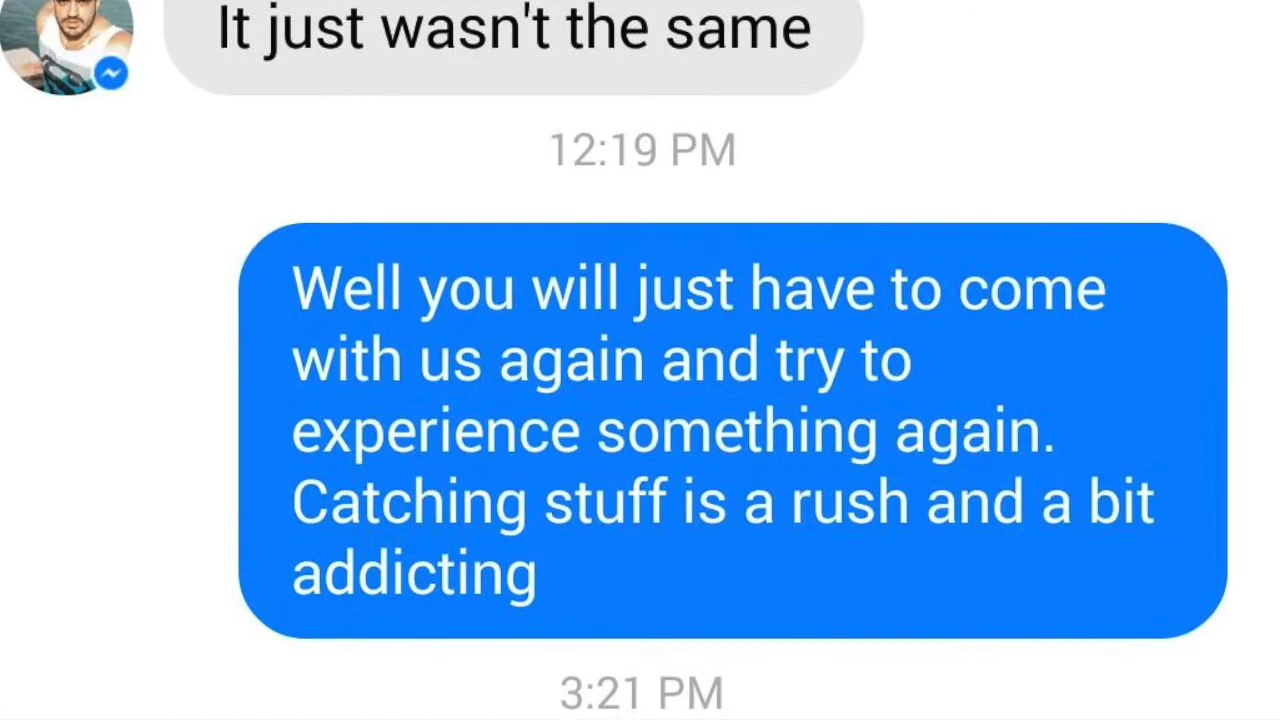 It just wasn't the same
12:19 PM
Well you will just have to come
with us again and try to
experience something again.
Catching stuff is a rush and a bit
addicting
3:21 PM